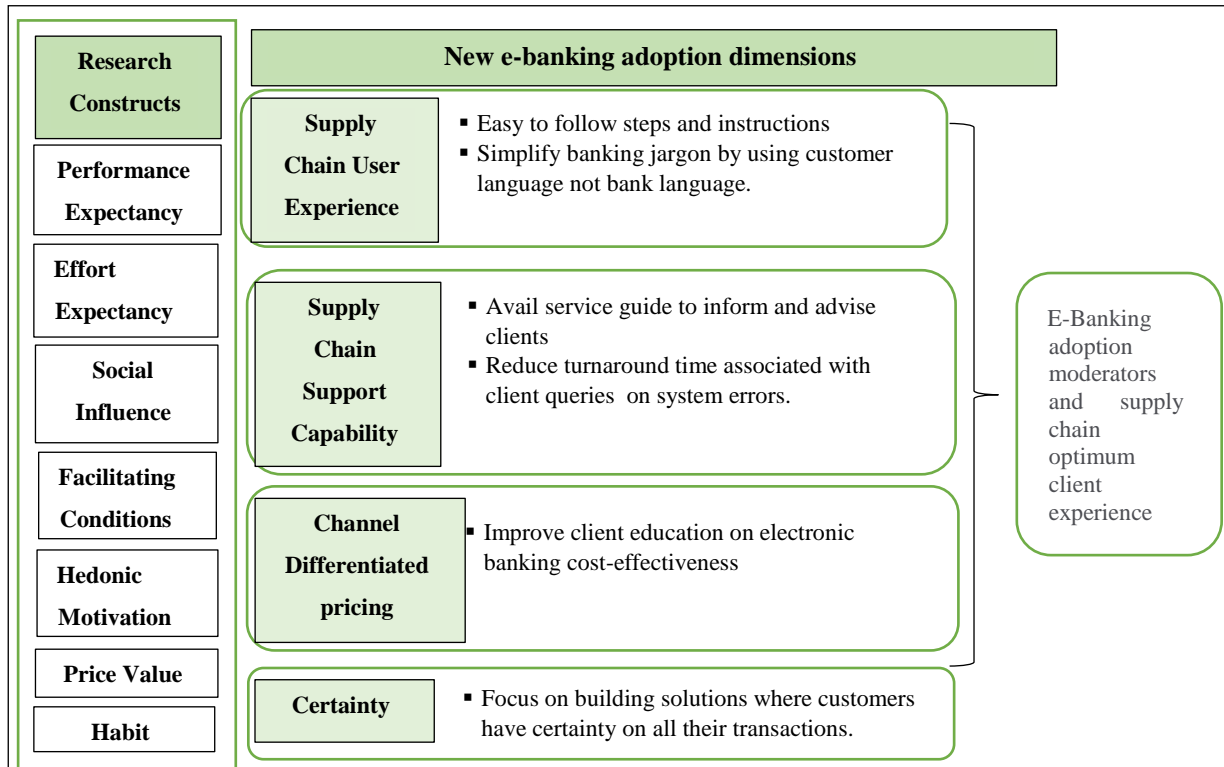 Research
Constructs
Performance
Expectancy
Effort
Expectancy
Social
Influence
Facilitating
Conditions
Hedonic
Motivation
Price Value
Habit
New e-banking adoption dimensions
Supply
Chain User
Experience
▪ Easy to follow steps and instructions
▪ Simplify banking jargon by using customer
language not bank language.
Supply
Chain
Support
Capability
▪ Avail service guide to inform and advise
clients
▪ Reduce turnaround time associated with
client queries on system errors.
Channel
Differentiated
pricing
▪ Improve client education on electronic
banking cost-effectiveness
Certainty
▪ Focus on building solutions where customers
have certainty on all their transactions.
E-Banking
adoption
moderators
and supply
chain
optimum
client
experience